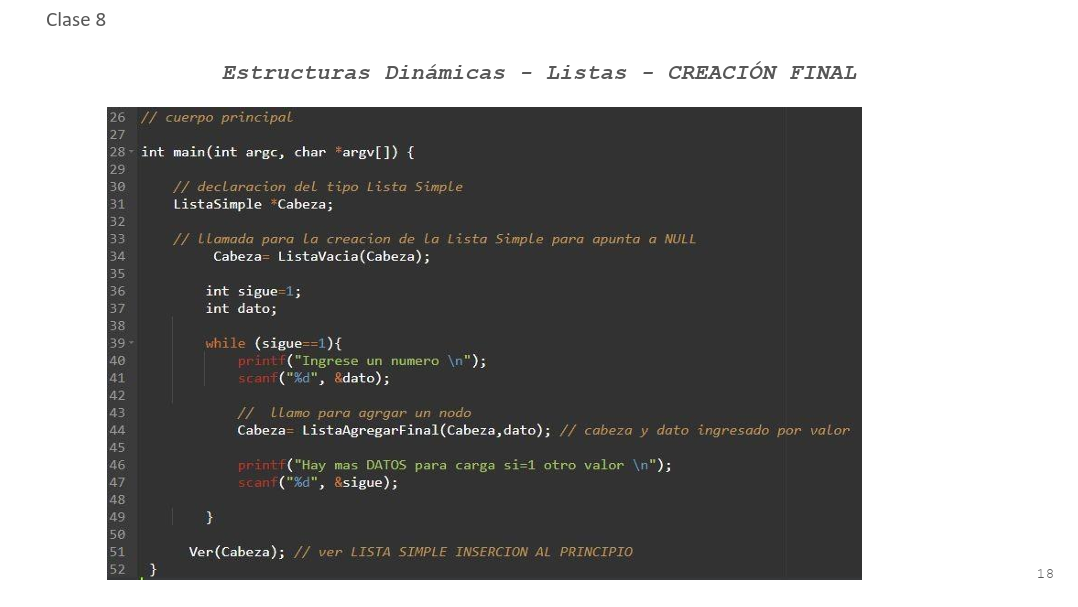 Clase 8
Estructuras Dinámicas - Listas - CREACIÓN FINAL
26 // cuerpo principal
27
28 int main(int argc, char *argv[]) {
29
30 // declaracion del tipo Lista Simple
31 ListaSimple *Cabeza;
32
33 // llamada para la creacion de la Lista Simple para apunta a NULL
34 Cabeza= ListaVacia(Cabeza);
35
36 int sigue=1;
37 int dato;
38
39 while (sigue==1){
40 printf("Ingrese un numero \n");
41 scanf("%d", &dato);
42
43 // llamo para agrgar un nodo
44 Cabeza= ListaAgregarFinal(Cabeza,dato); // cabeza y dato ingresado por valor
45
46 printf("Hay mas DATOS para carga si=1 otro valor \n");
47 scanf("%d", &sigue);
48
49 }
50
51 Ver(Cabeza); // ver LISTA SIMPLE INSERCION AL PRINCIPIO
52 }
18